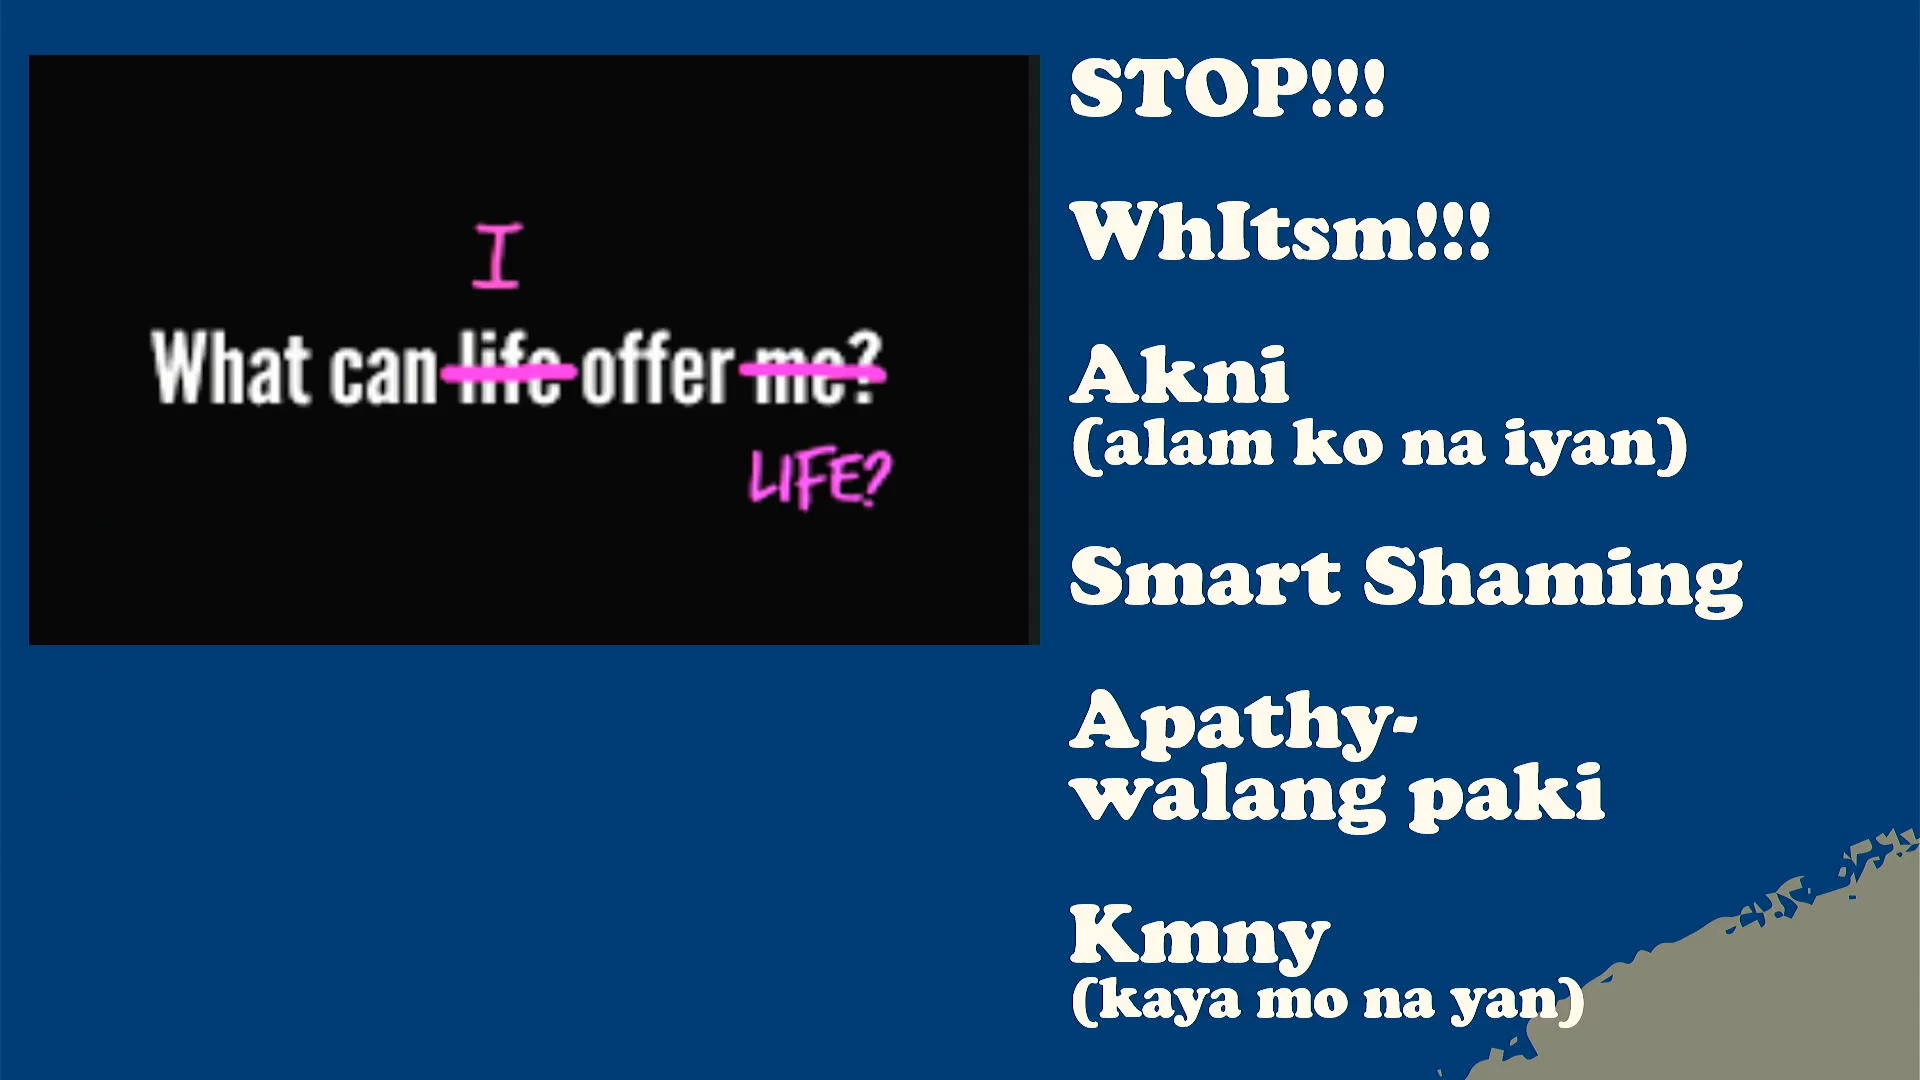 I
What can life offer me?
LIFE?
STOP!!!
WhItsm!!!
Akni
(alam ko na iyan)
Smart Shaming
Apathy-
walang paki
Kmny
(kaya mo na yan)